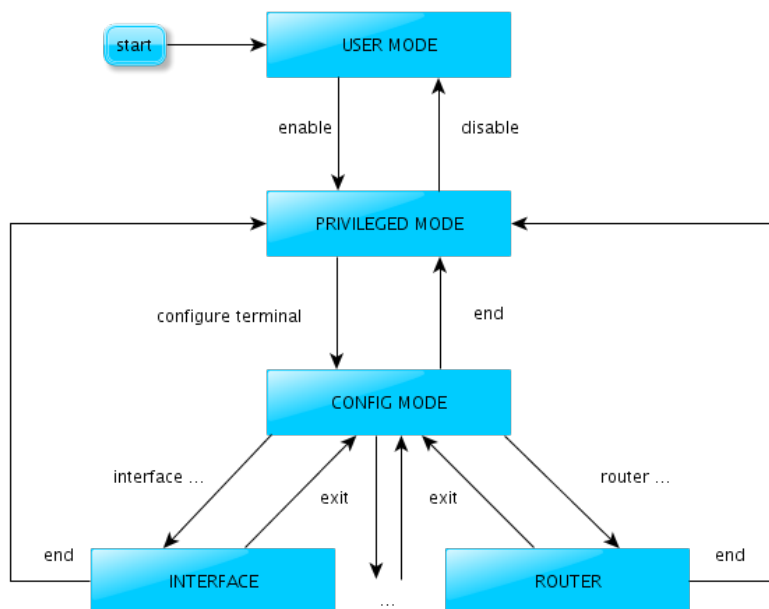 start
USER MODE
enable
disable
PRIVILEGED MODE
configure terminal
end
CONFIG MODE
interface ...
exit
exit
router ...
end
INTERFACE
...
ROUTER
end